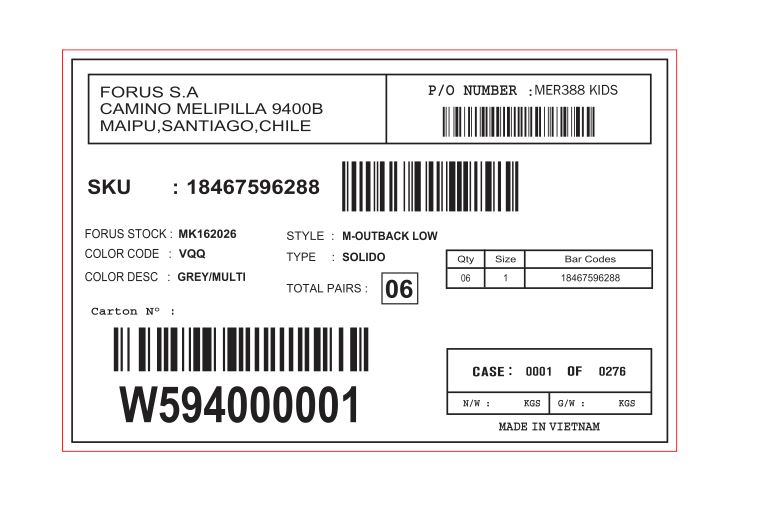 FORUS S.A
CAMINO MELIPILLA 9400B
MAIPU,SANTIAGO,CHILE
P/O NUMBER :MER388 KIDS
SKU : 18467596288
FORUS STOCK : MK162026
COLOR CODE : VQQ
COLOR DESC : GREY/MULTI
STYLE : M-OUTBACK LOW
TYPE : SOLIDO
TOTAL PAIRS : 06
Qty Size Bar Codes
06 1 18467596288
Carton Nº :
W594000001
CASE: 0001 OF 0276
N/W : KGS G/W : KGS
MADE IN VIETNAM